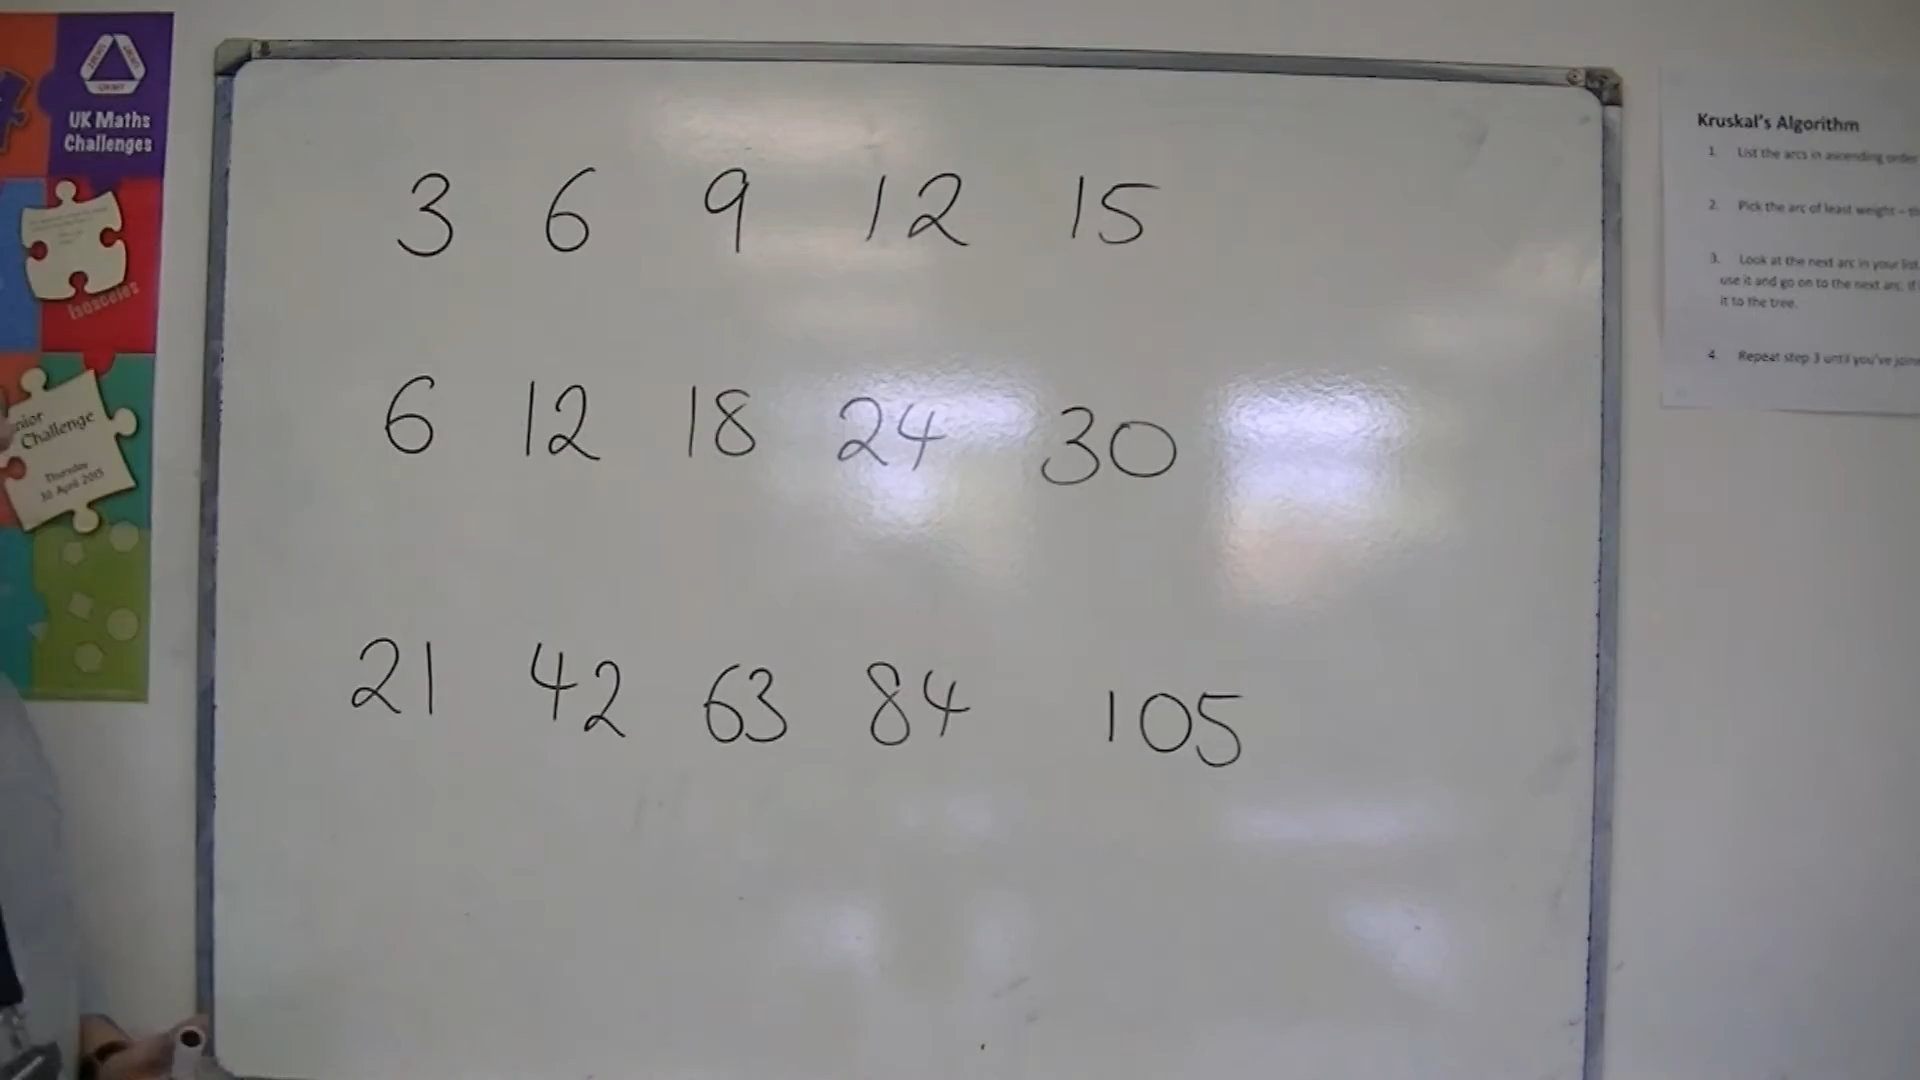 UK Maths
Challenges
Isosceles
Challenge
Thursday
30 April 2015
3 6 9 12 15
6 12 18 24 30
21 42 63 84 105
Kruskal's Algorithm
1. List the arcs in ascending order
2. Pick the arc of least weight –
3. Look at the next arc in your list
use it and go on to the next arc. If
it to the tree.
4. Repeat step 3 until you've